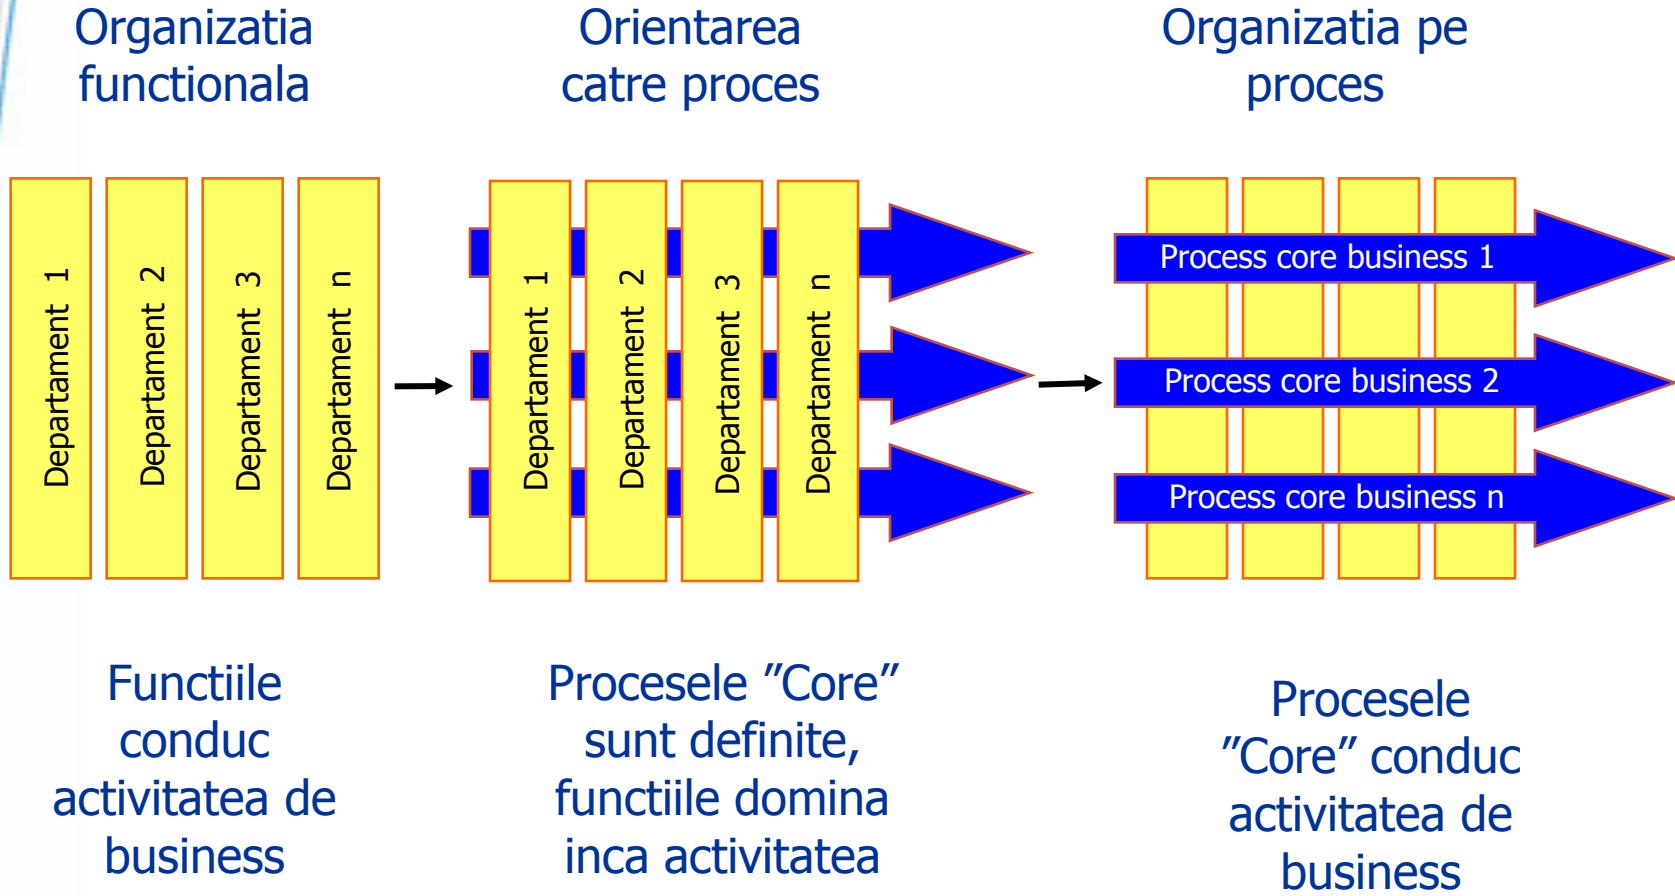 Organizatia
functionala
Orientarea
catre proces
Organizatia pe
proces
Departament 1
Departament 2
Departament 3
Departament n
Departament 1
Departament 2
Departament 3
Departament n
Process core business 1
Process core business 2
Process core business n
Functiile
conduc
activitatea de
business
Procesele ”Core”
sunt definite,
functiile domina
inca activitatea
Procesele
”Core” conduc
activitatea de
business